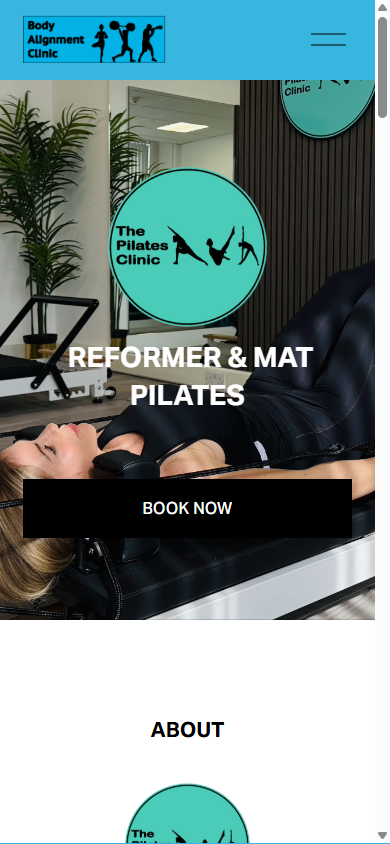 Body
Alignment
Clinic
Pilates
Clinic
The
Pilates
Clinic
REFORMER & MAT
PILATES
BOOK NOW
ABOUT
The